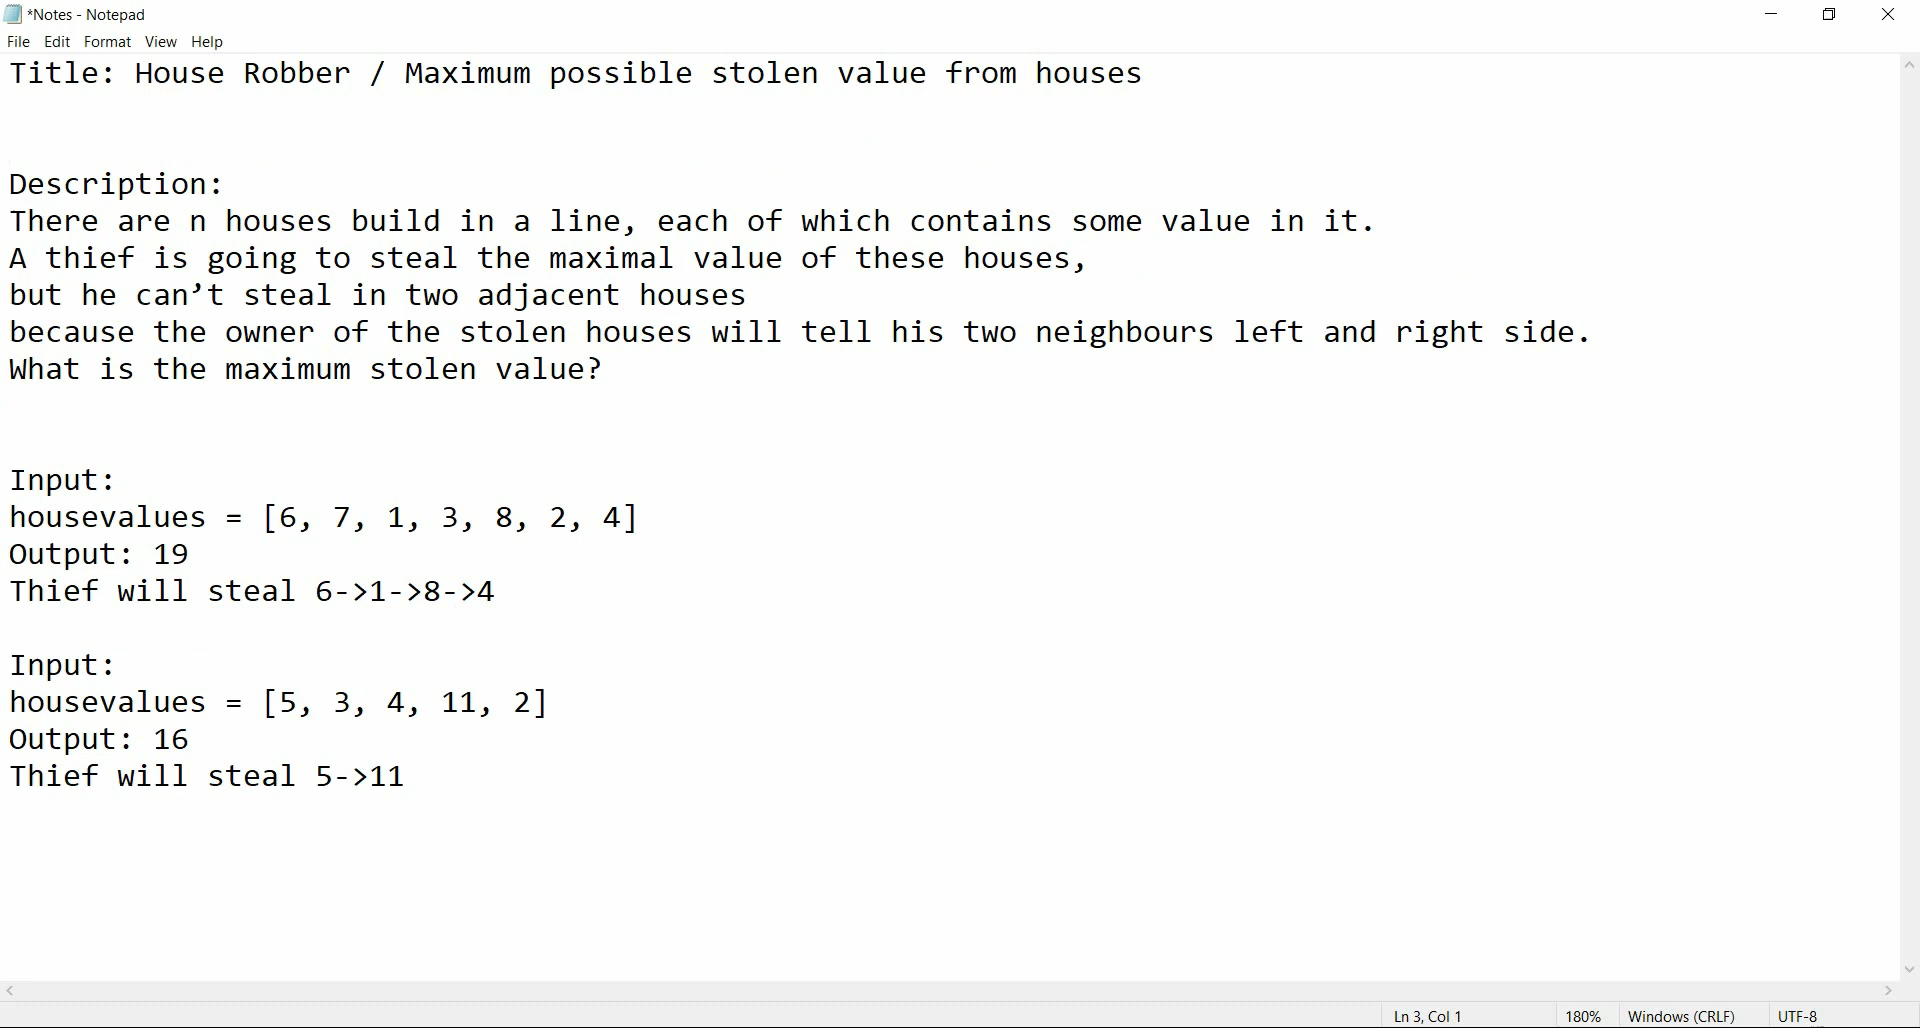 *Notes - Notepad
File Edit Format View Help
Title: House Robber / Maximum possible stolen value from houses
Description:
There are n houses build in a line, each of which contains some value in it.
A thief is going to steal the maximal value of these houses,
but he can’t steal in two adjacent houses
because the owner of the stolen houses will tell his two neighbours left and right side.
What is the maximum stolen value?
Input:
housevalues = [6, 7, 1, 3, 8, 2, 4]
Output: 19
Thief will steal 6->1->8->4
Input:
housevalues = [5, 3, 4, 11, 2]
Output: 16
Thief will steal 5->11
Ln 3, Col 1 180% Windows (CRLF) UTF-8